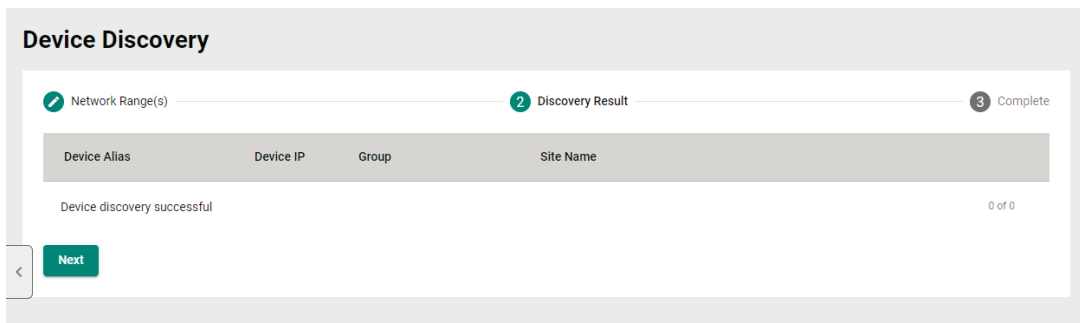 Device Discovery
Network Range(s) 2 Discovery Result 3 Complete
Device Alias Device IP Group Site Name
Device discovery successful 0 of 0
Next